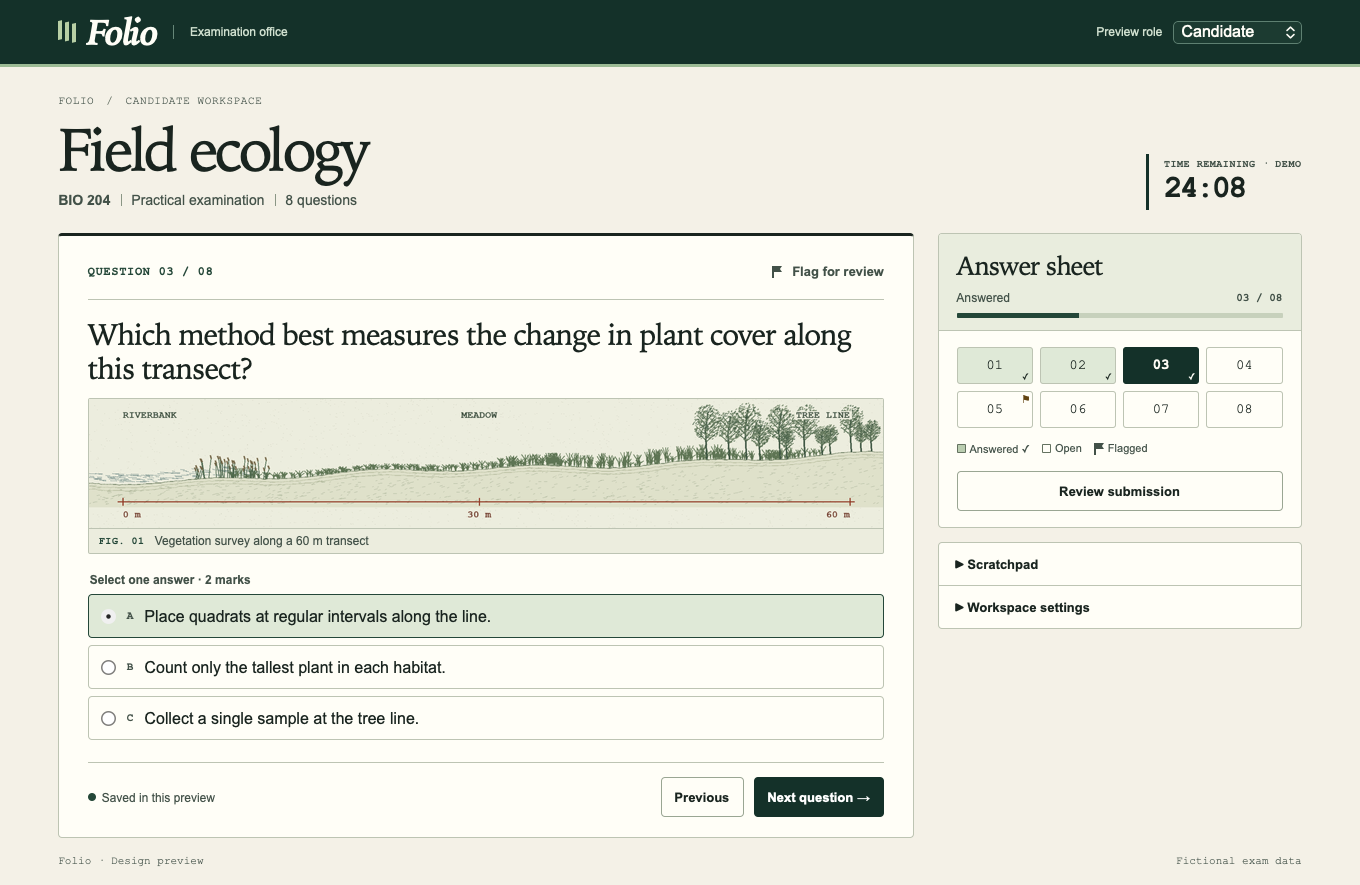 Folio
Examination office
Preview role
Candidate
FOLIO / CANDIDATE WORKSPACE
Field ecology
BIO 204 | Practical examination | 8 questions
TIME REMAINING · DEMO
24:08
QUESTION 03 / 08
Flag for review
Which method best measures the change in plant cover along
this transect?
RIVERBANK
MEADOW
TREE LINE
0 m
30 m
60 m
FIG. 01 Vegetation survey along a 60 m transect
Select one answer · 2 marks
A Place quadrats at regular intervals along the line.
B Count only the tallest plant in each habitat.
C Collect a single sample at the tree line.
Saved in this preview
Previous
Next question →
Answer sheet
Answered 03 / 08
01 ✓ 02 ✓ 03 ✓ 04
05 06 07 08
Answered ✓ Open Flagged
Review submission
▶ Scratchpad
▶ Workspace settings
Folio · Design preview
Fictional exam data